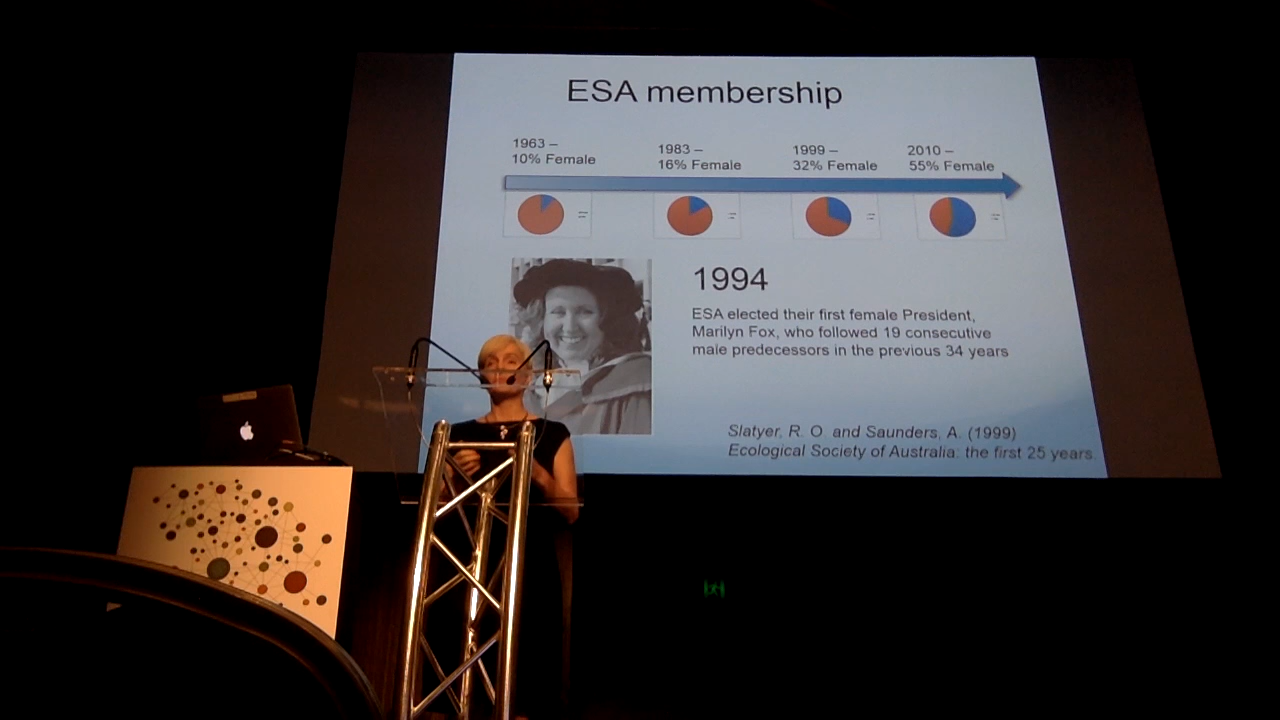 ESA membership
1963 –
10% Female
1983 –
16% Female
1999 –
32% Female
2010 –
55% Female
=
=
=
=
1994
ESA elected their first female President,
Marilyn Fox, who followed 19 consecutive
male predecessors in the previous 34 years
Slatyer, R. O. and Saunders, A. (1999)
Ecological Society of Australia: the first 25 years.